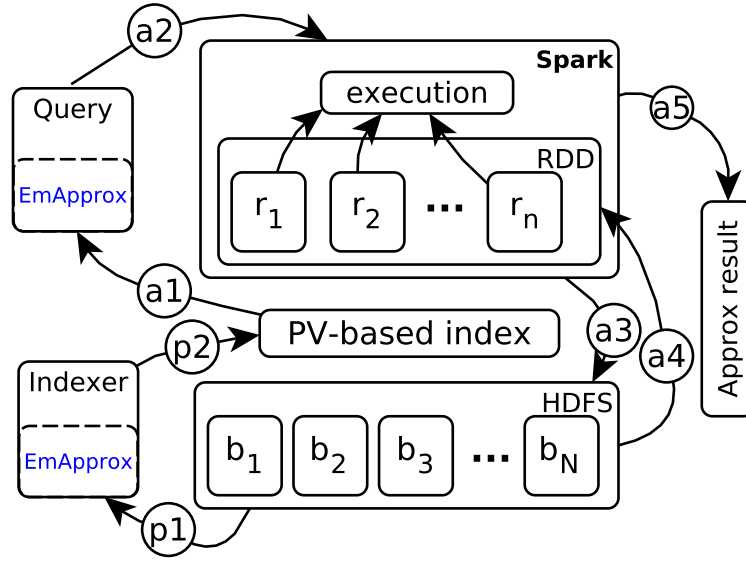 a2
Spark
execution
a5
Query
EmApprox
RDD
r1 r2 ... rn
Approx result
a1
PV-based index
a3
a4
p2
Indexer
EmApprox
HDFS
b1 b2 b3 ... bN
p1